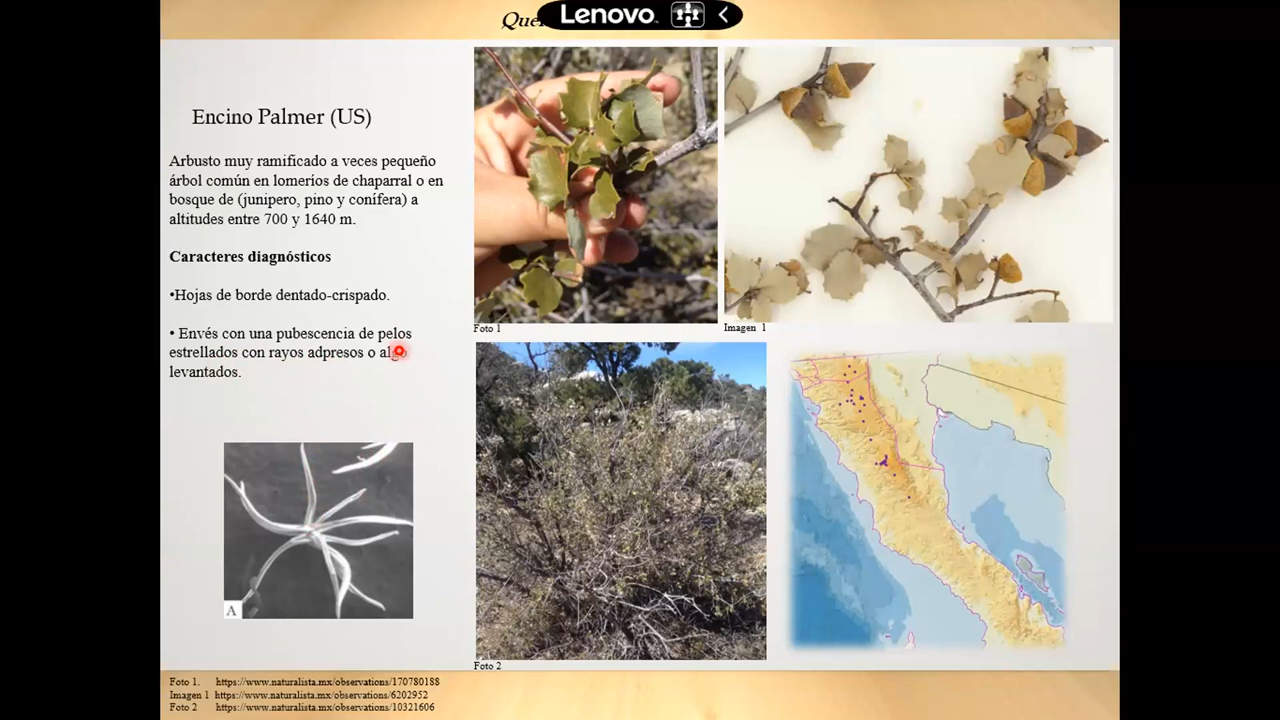 Lenovo
Encino Palmer (US)
Arbusto muy ramificado a veces pequeño
árbol común en lomeríos de chaparral o en
bosque de (junípero, pino y conífera) a
altitudes entre 700 y 1640 m.
Caracteres diagnósticos
•Hojas de borde dentado-crispado.
• Envés con una pubescencia de pelos
estrellados con rayos adpresos o
levantados.
A
Foto 1
Imagen 1
Foto 2
Foto 1. https://www.naturalista.mx/observations/170780188
Imagen 1 https://www.naturalista.mx/observations/6202952
Foto 2 https://www.naturalista.mx/observations/10321606